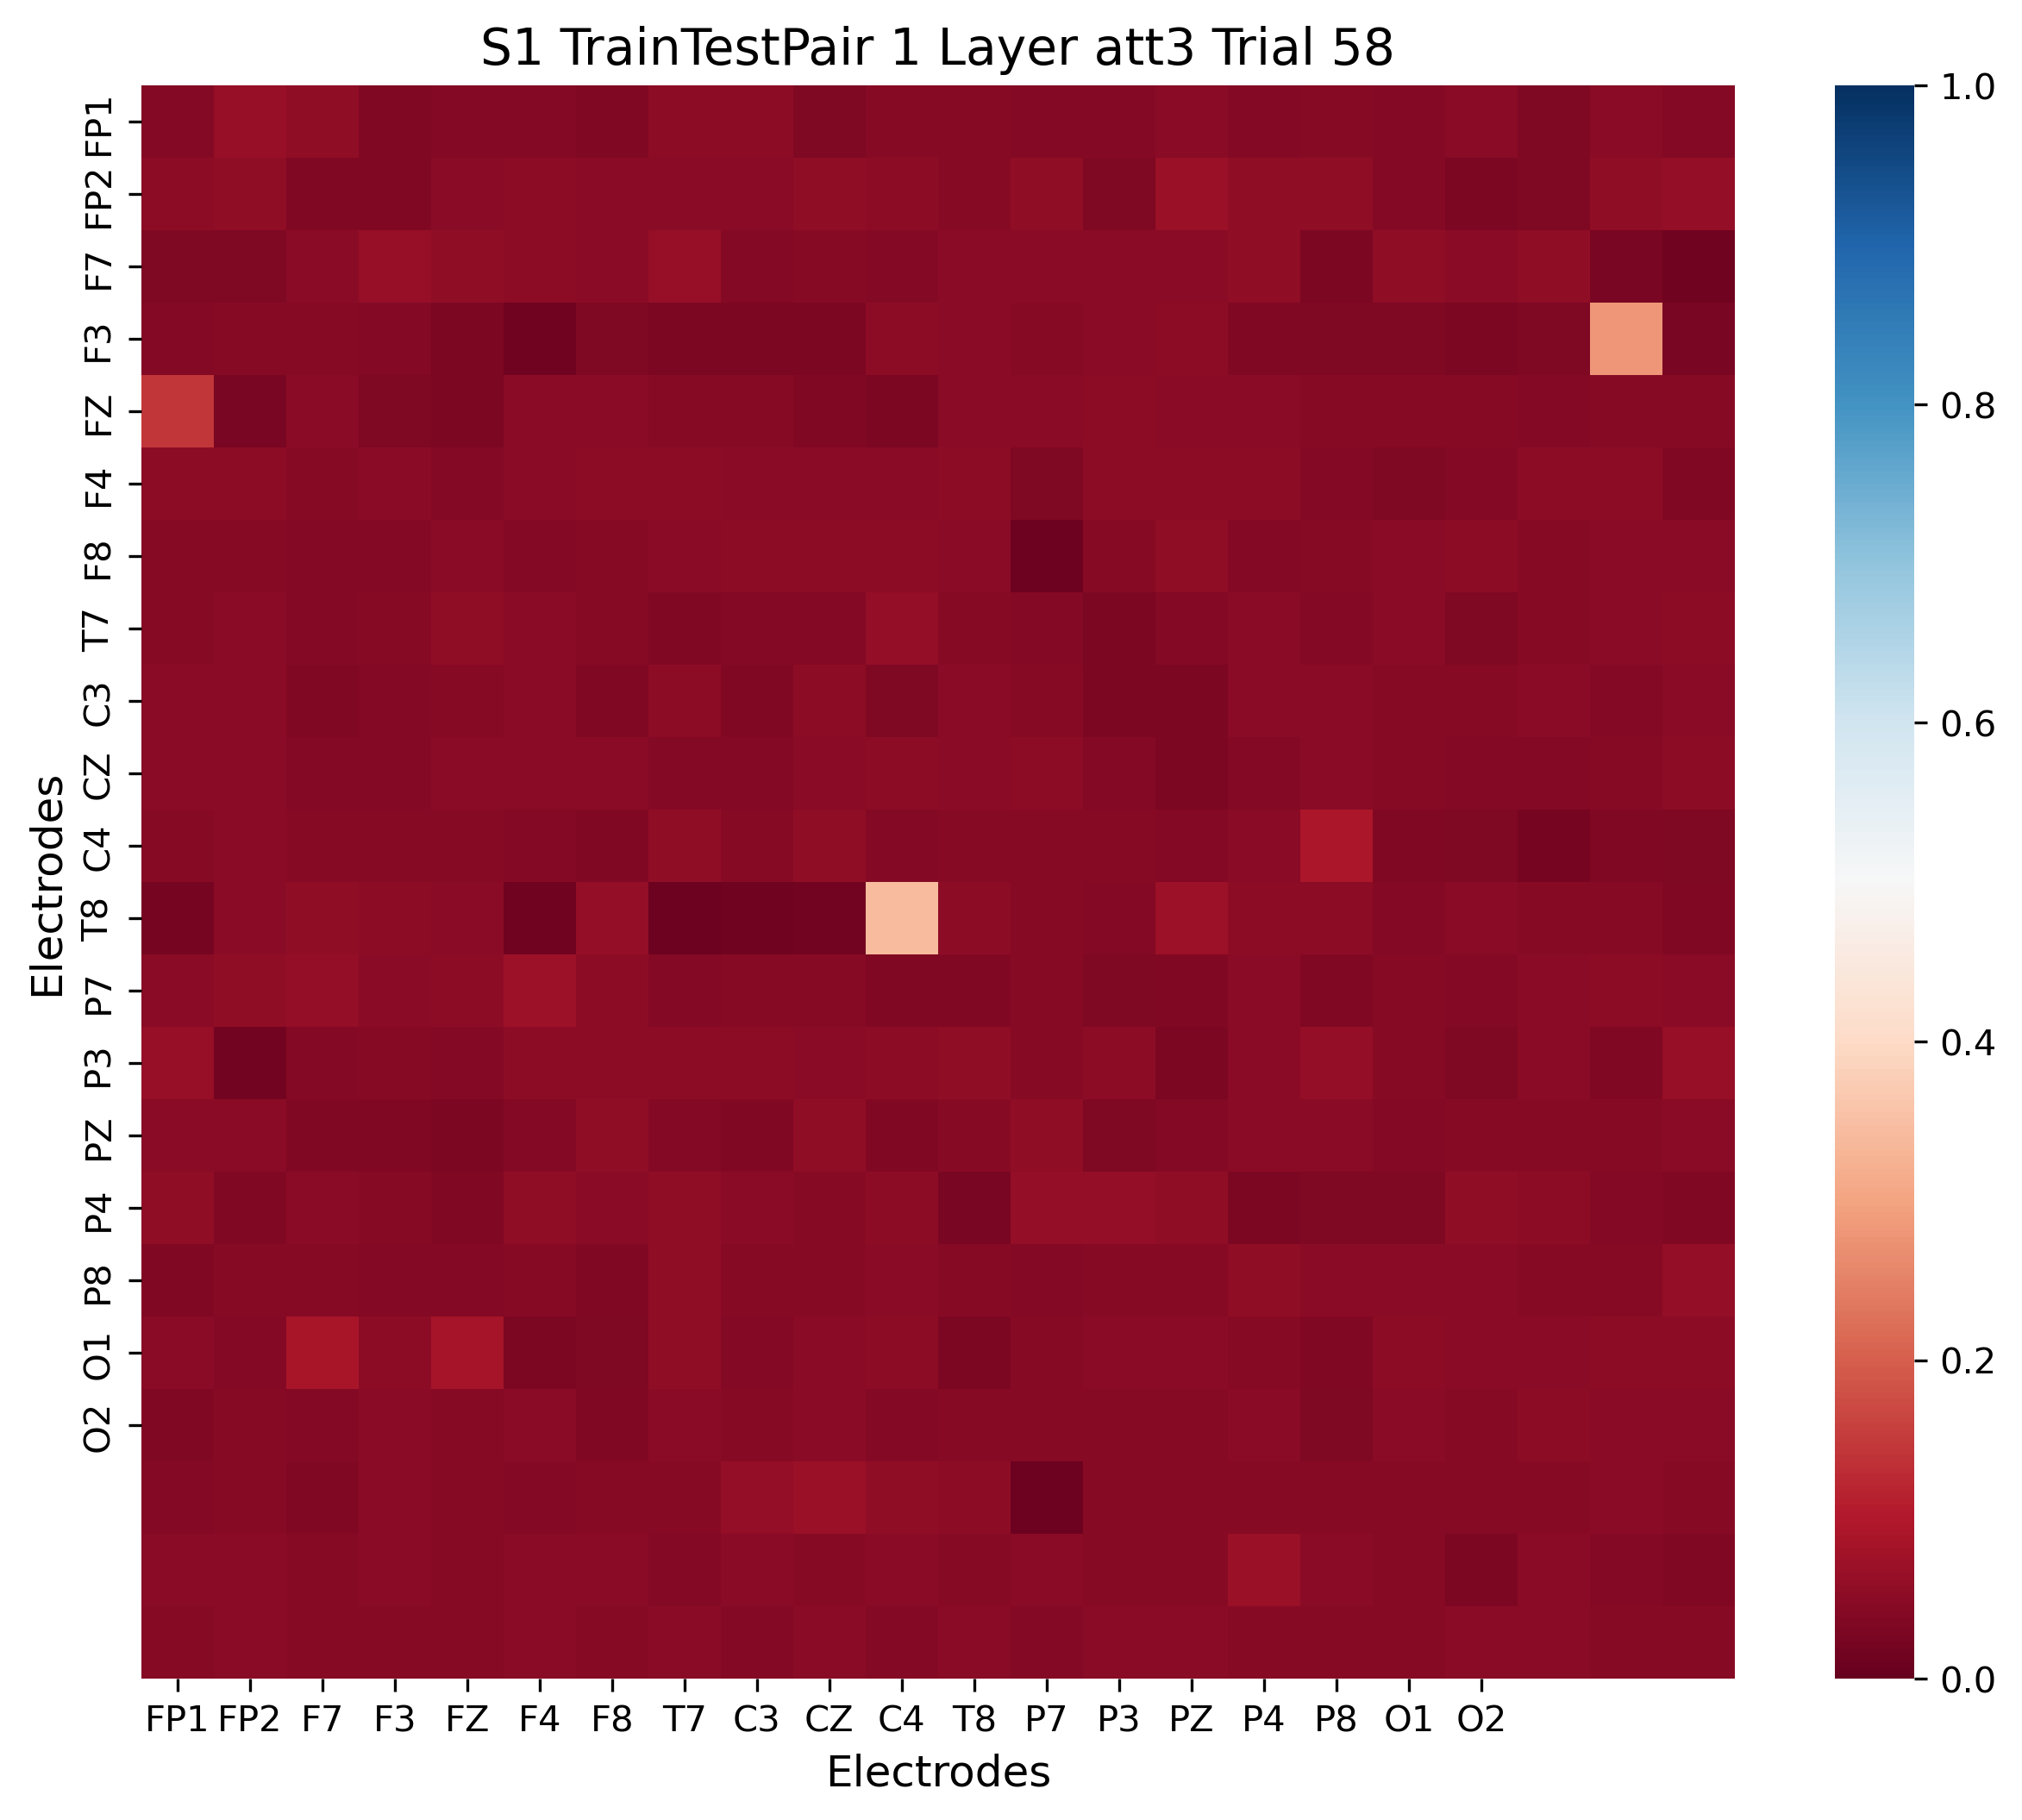 S1 TrainTestPair 1 Layer att3 Trial 58
Electrodes
FP1
FP2
F7
F3
FZ
F4
F8
T7
C3
CZ
C4
T8
P7
P3
PZ
P4
P8
O1
O2
FP1 FP2 F7 F3 FZ F4 F8 T7 C3 CZ C4 T8 P7 P3 PZ P4 P8 O1 O2
Electrodes
1.0
0.8
0.6
0.4
0.2
0.0